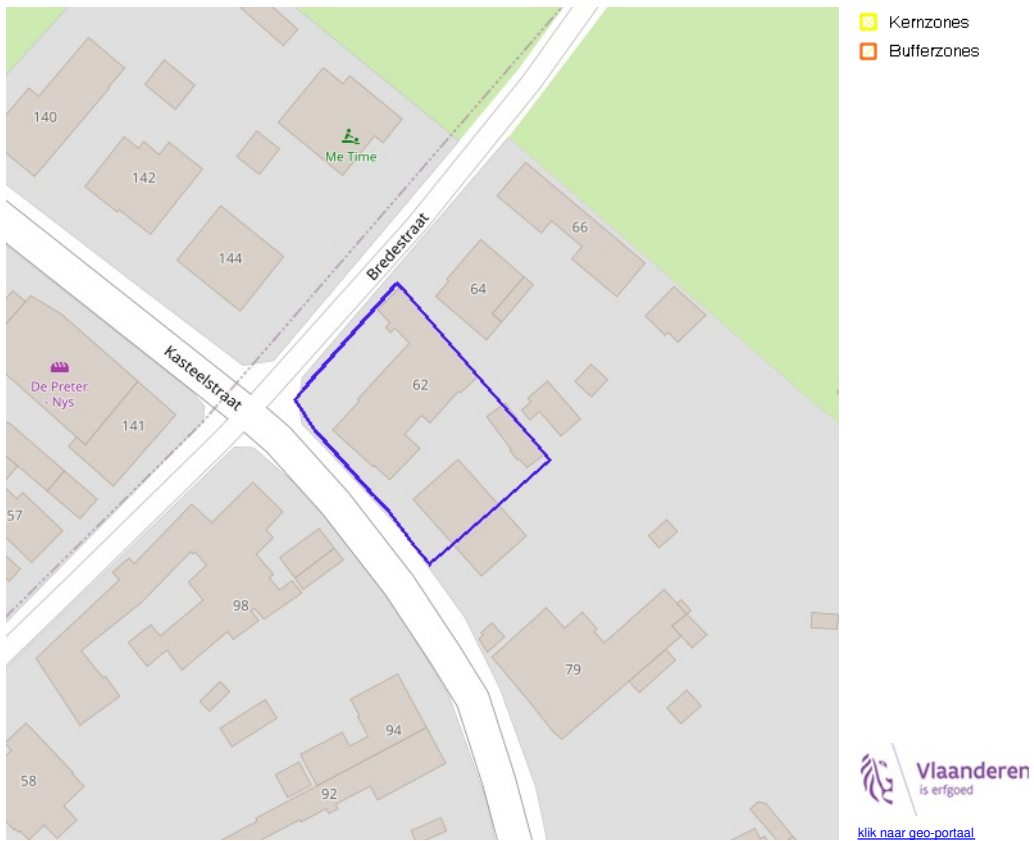 Kernzones
Bufferzones
140
Me Time
142
Bredestraat
66
144
64
Kasteelstraat
De Preter
- Nys
62
141
57
98
79
94
58
92
Vlaanderen
is erfgoed
klik naar geo-portaal